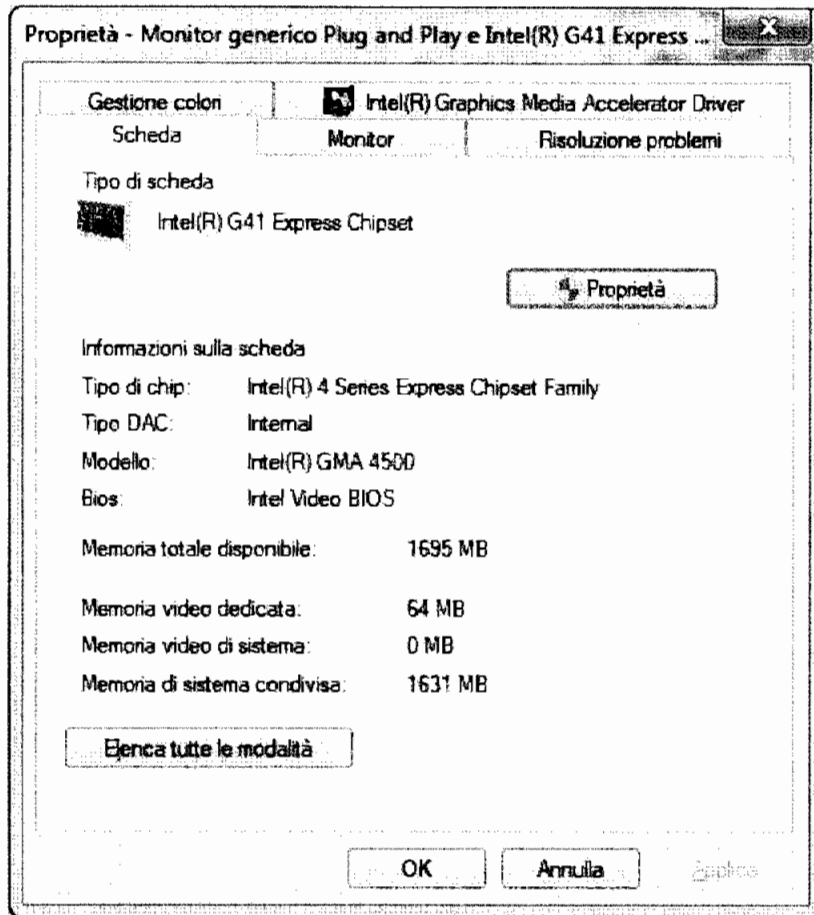 Proprietà - Monitor generico Plug and Play e Intel(R) G41 Express ...
Gestione colori
Intel(R) Graphics Media Accelerator Driver
Scheda
Monitor
Risoluzione problemi
Tipo di scheda
Intel(R) G41 Express Chipset
Proprietà
Informazioni sulla scheda
Tipo di chip: Intel(R) 4 Series Express Chipset Family
Tipo DAC: Internal
Modello: Intel(R) GMA 4500
Bios: Intel Video BIOS
Memoria totale disponibile: 1695 MB
Memoria video dedicata: 64 MB
Memoria video di sistema: 0 MB
Memoria di sistema condivisa: 1631 MB
Elenca tutte le modalità
OK
Annulla
Applica